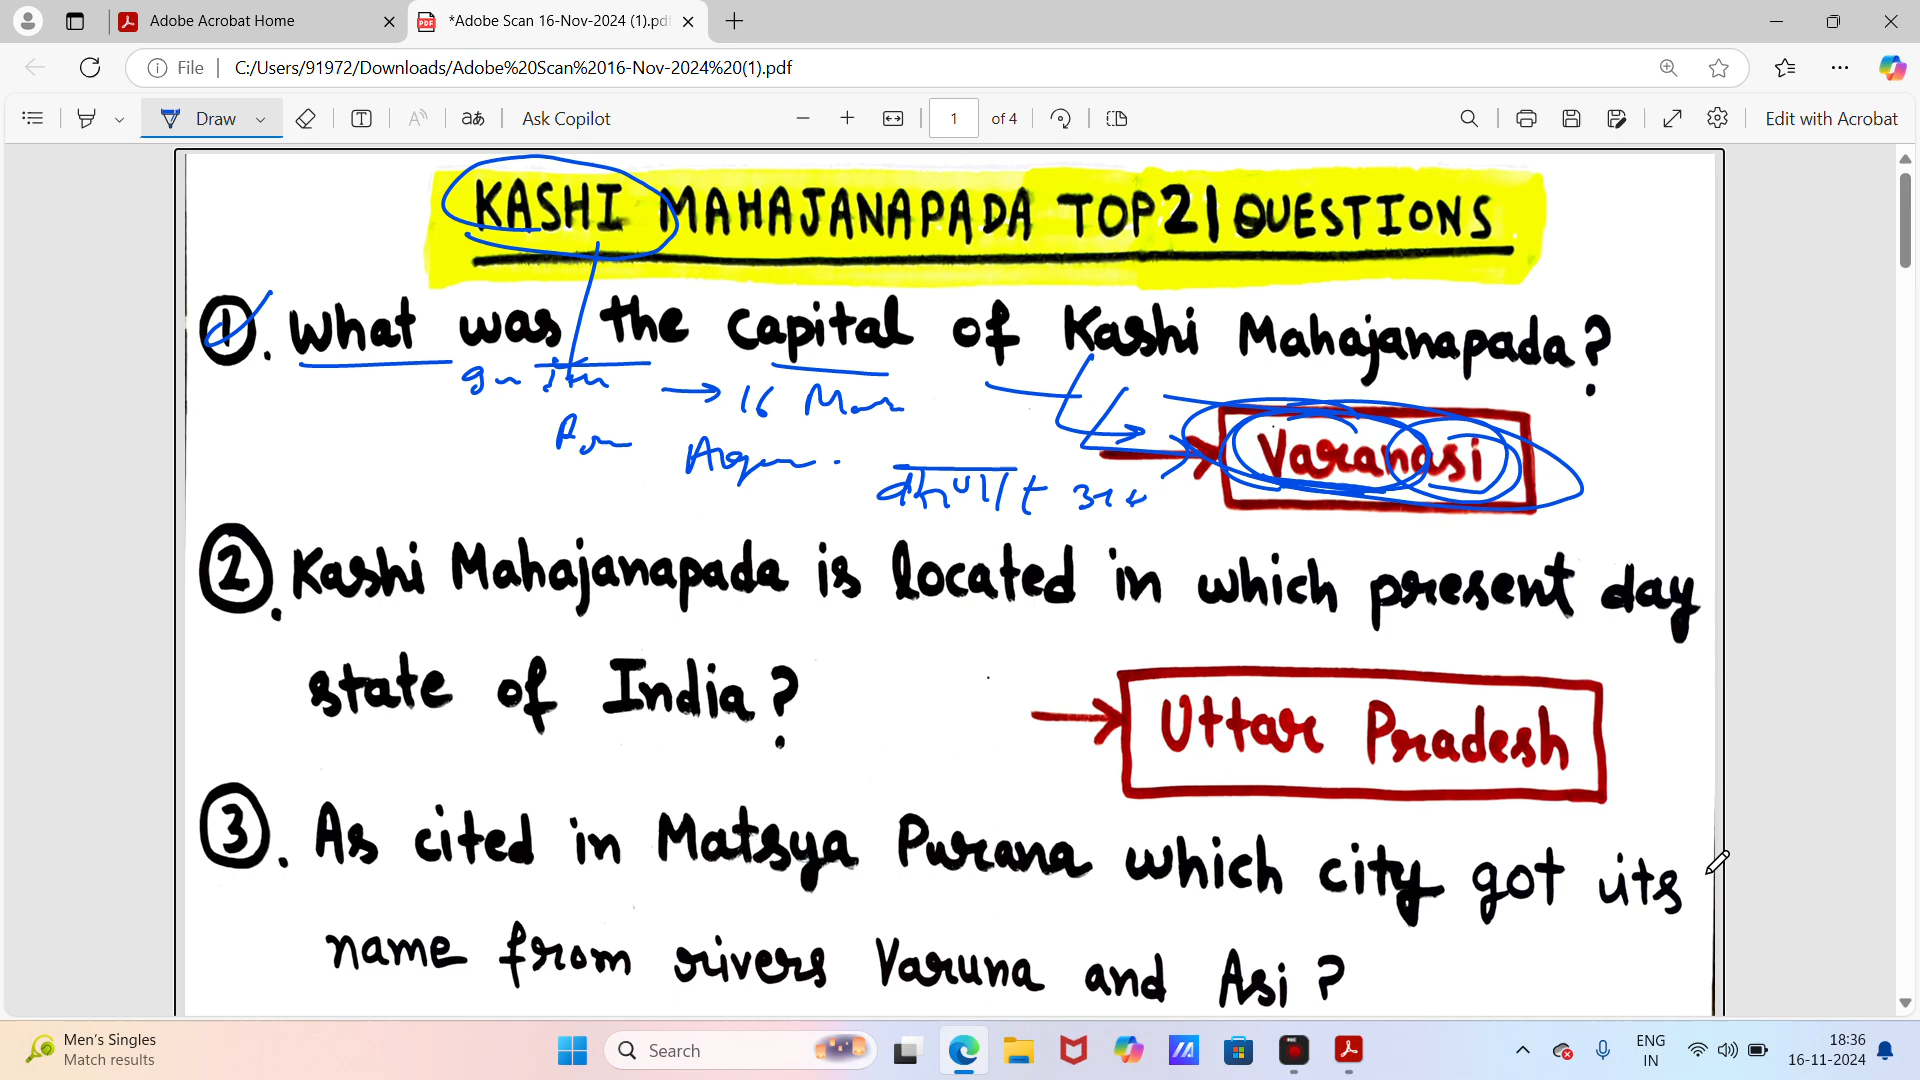 Adobe Acrobat Home
*Adobe Scan 16-Nov-2024 (1).pdf
File
C:/Users/91972/Downloads/Adobe%20Scan%2016-Nov-2024%20(1).pdf
Draw
Ask Copilot
1 of 4
Edit with Acrobat
KASHI MAHAJANAPADA TOP 21 QUESTIONS
1. What was the capital of Kashi Mahajanapada?
16
Varanasi
2. Kashi Mahajanapada is located in which present day
state of India?
Uttar Pradesh
3. As cited in Matsya Purana which city got its
name from rivers Varuna and Asi?
Men's Singles
Match results
Search
ENG
IN
18:36
16-11-2024